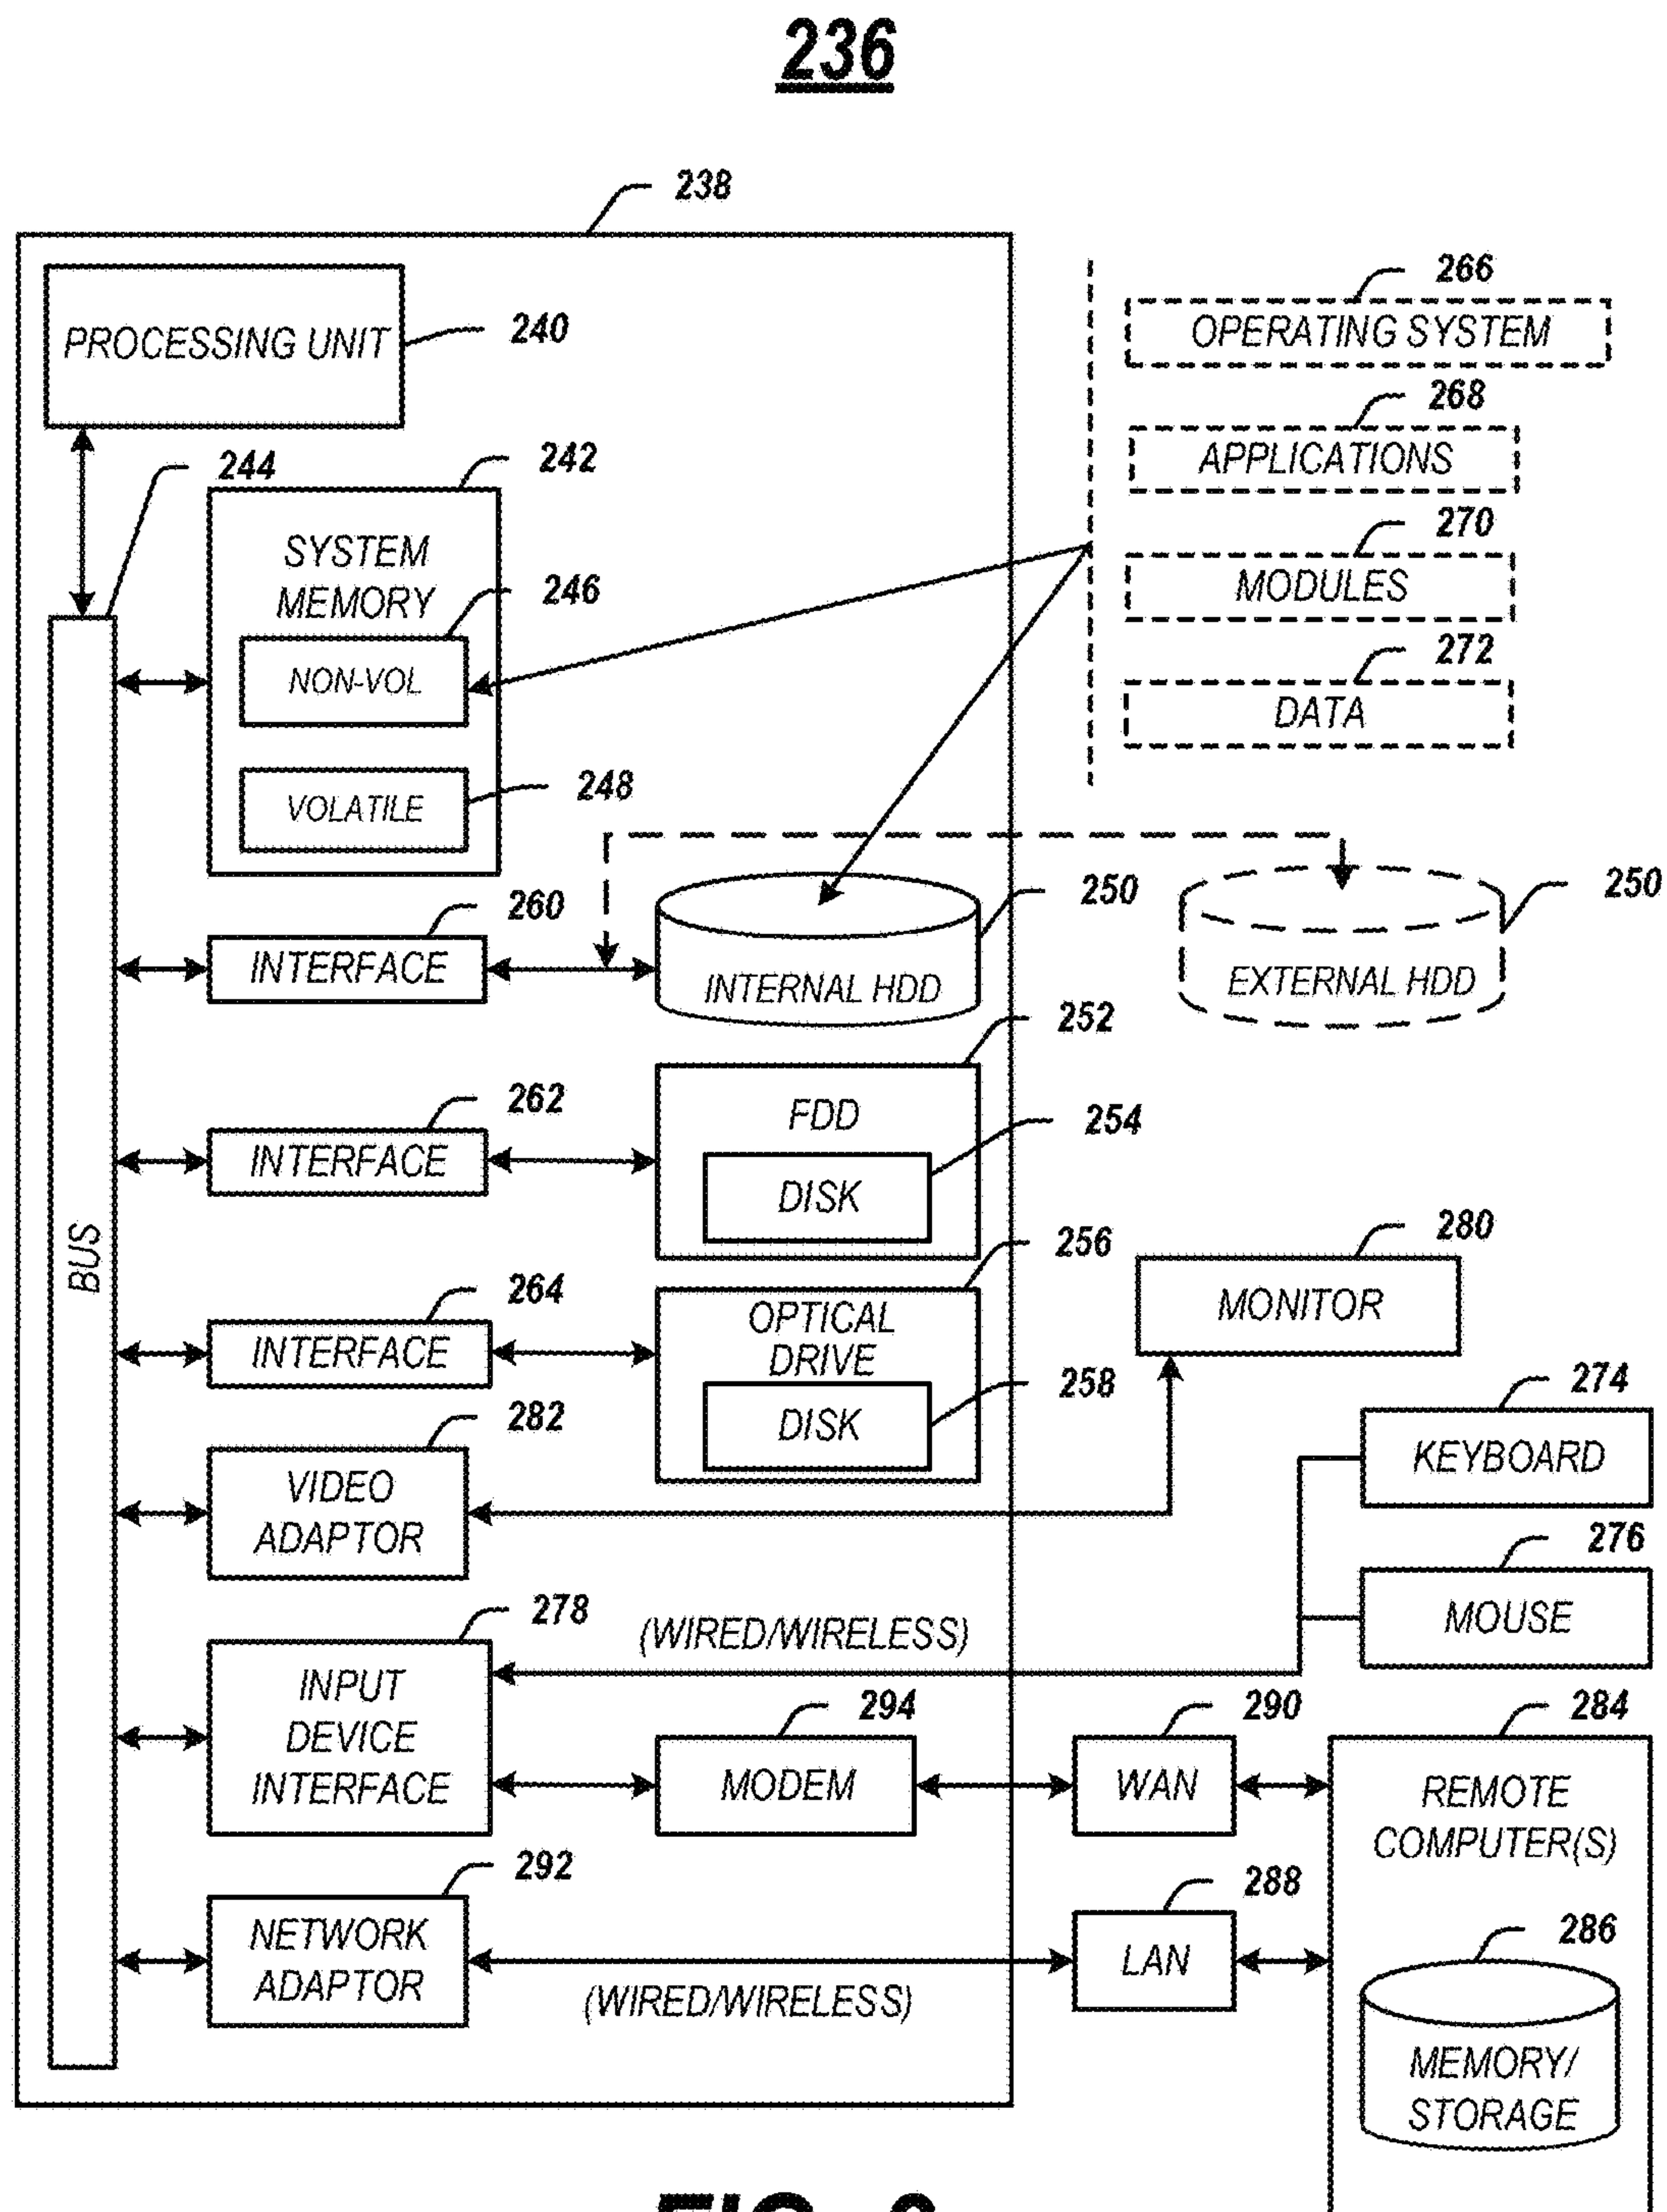 236
238
PROCESSING UNIT
240
266
OPERATING SYSTEM
268
APPLICATIONS
244
242
SYSTEM
MEMORY
246
NON-VOL
270
MODULES
272
DATA
248
VOLATILE
260
INTERFACE
250
INTERNAL HDD
250
EXTERNAL HDD
252
FDD
262
INTERFACE
254
DISK
BUS
256
OPTICAL
DRIVE
264
INTERFACE
258
DISK
280
MONITOR
282
VIDEO
ADAPTOR
274
KEYBOARD
276
MOUSE
278
INPUT
DEVICE
INTERFACE
(WIRED/WIRELESS)
294
MODEM
290
WAN
284
REMOTE
COMPUTER(S)
292
NETWORK
ADAPTOR
(WIRED/WIRELESS)
288
LAN
286
MEMORY/
STORAGE